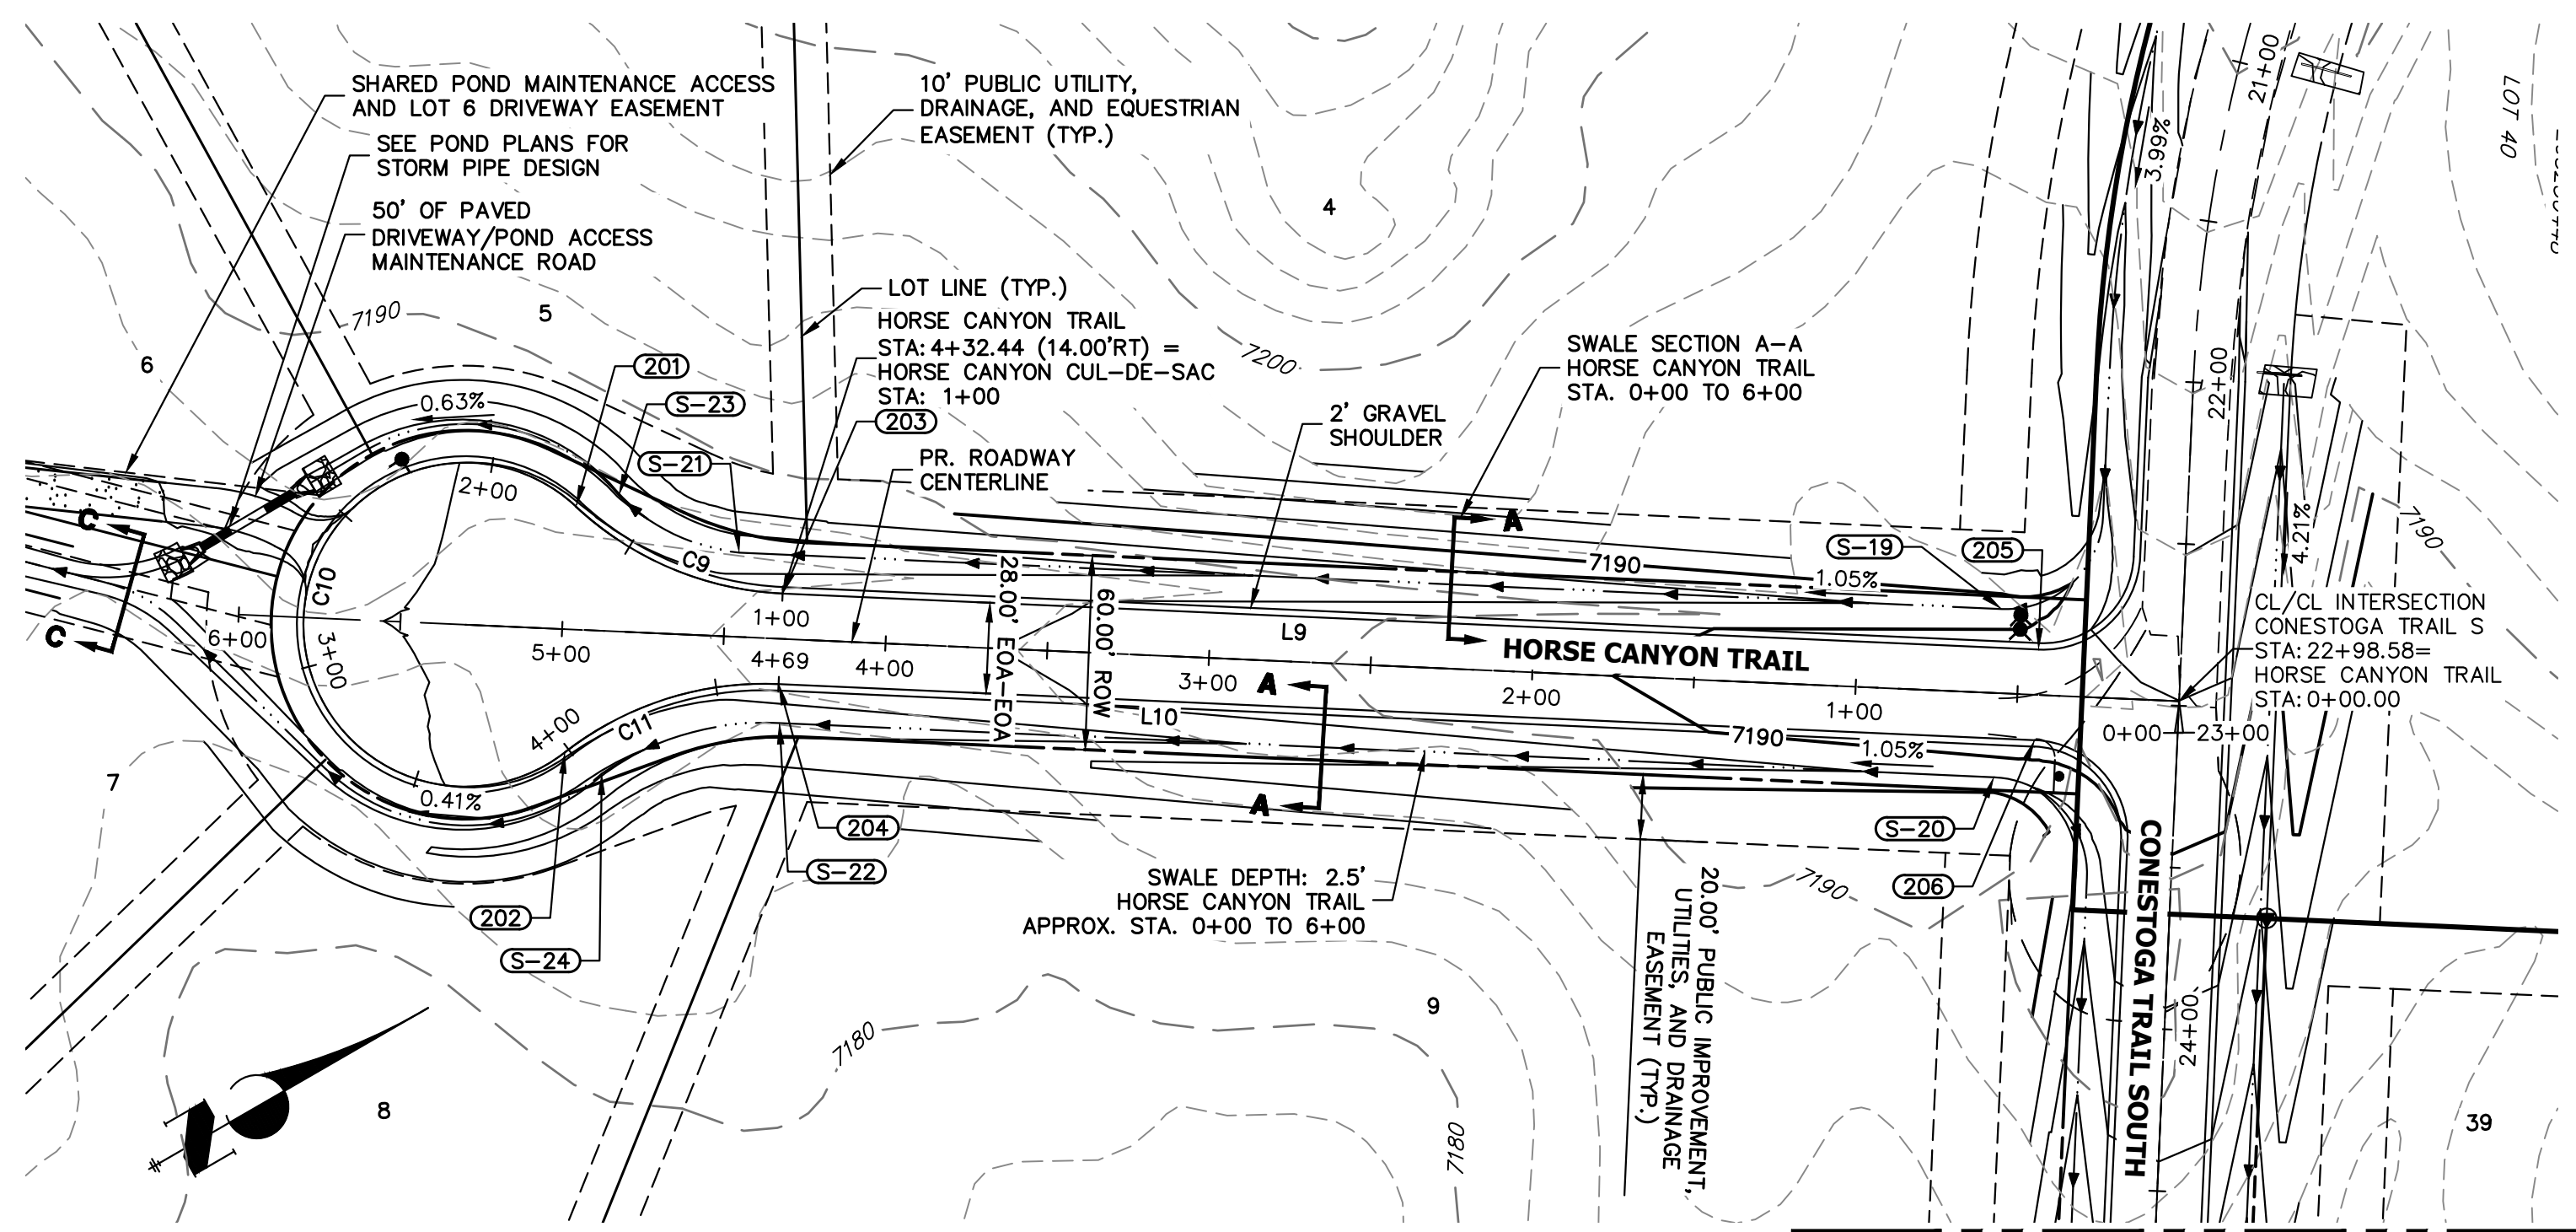 SHARED POND MAINTENANCE ACCESS
AND LOT 6 DRIVEWAY EASEMENT
SEE POND PLANS FOR
STORM PIPE DESIGN
50' OF PAVED
DRIVEWAY/POND ACCESS
MAINTENANCE ROAD
10' PUBLIC UTILITY,
DRAINAGE, AND EQUESTRIAN
EASEMENT (TYP.)
LOT LINE (TYP.)
HORSE CANYON TRAIL
STA: 4+32.44 (14.00'RT) =
HORSE CANYON CUL-DE-SAC
STA: 1+00
203
PR. ROADWAY
CENTERLINE
2' GRAVEL
SHOULDER
SWALE SECTION A-A
HORSE CANYON TRAIL
STA. 0+00 TO 6+00
4
5
6
7190
7200
201
S-23
S-21
0.63%
2+00
C9
C10
3+00
C
C
6+00
5+00
1+00
4+69
4+00
28.00' EOA-EOA
60.00' ROW
3+00
L9
L10
A
A
A
A
HORSE CANYON TRAIL
2+00
1+00
7190
1.05%
S-19
205
7190
1.05%
21+00
3.99%
22+00
LOT 40
4.21%
7190
CL/CL INTERSECTION
CONESTOGA TRAIL S
STA: 22+98.58=
HORSE CANYON TRAIL
STA: 0+00.00
0+00
23+00
4+00
C11
0.41%
7
204
S-22
202
S-24
SWALE DEPTH: 2.5'
HORSE CANYON TRAIL
APPROX. STA. 0+00 TO 6+00
S-20
206
7190
20.00' PUBLIC IMPROVEMENT,
UTILITIES, AND DRAINAGE
EASEMENT (TYP.)
CONESTOGA TRAIL SOUTH
24+00
9
7180
7180
8
39
N